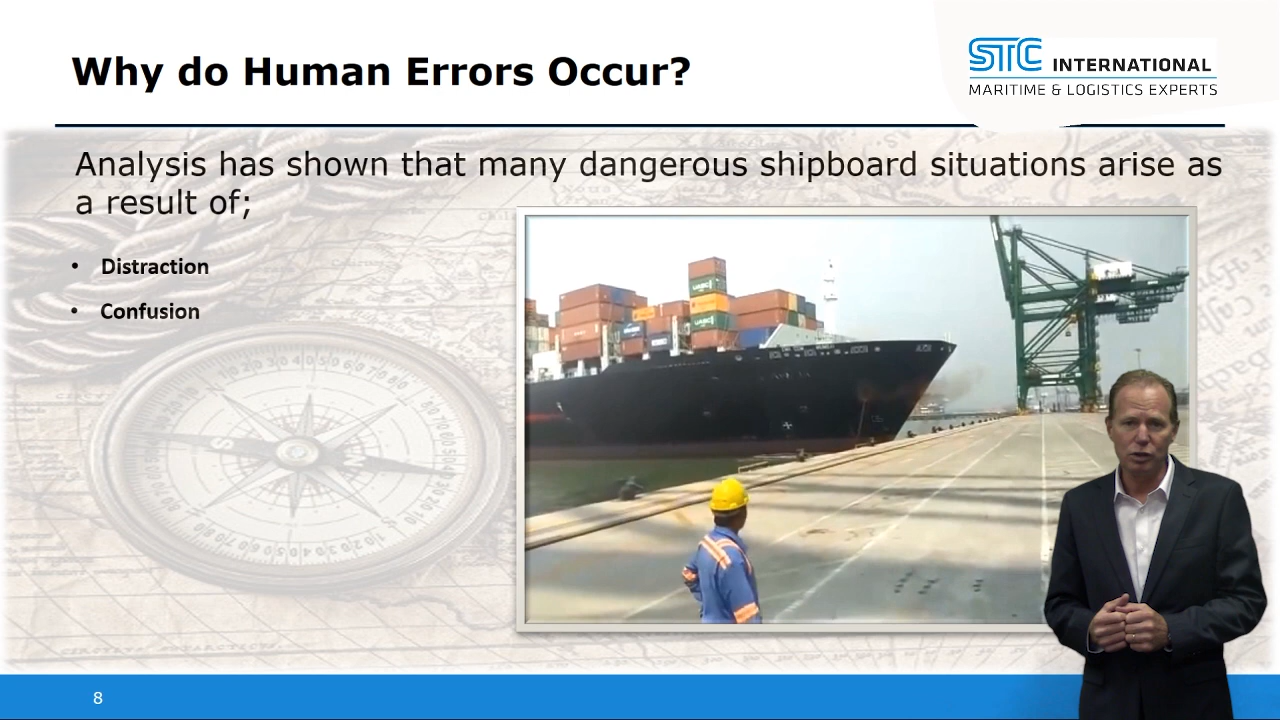 Why do Human Errors Occur?
STC INTERNATIONAL
MARITIME & LOGISTICS EXPERTS
Analysis has shown that many dangerous shipboard situations arise as
a result of;
• Distraction
• Confusion
8